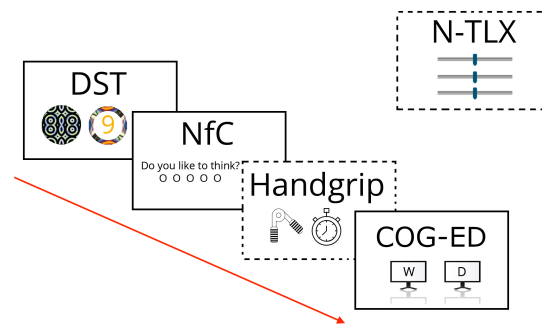 N-TLX
DST
9
NfC
Do you like to think?
O O O O O
Handgrip
COG-ED
W D